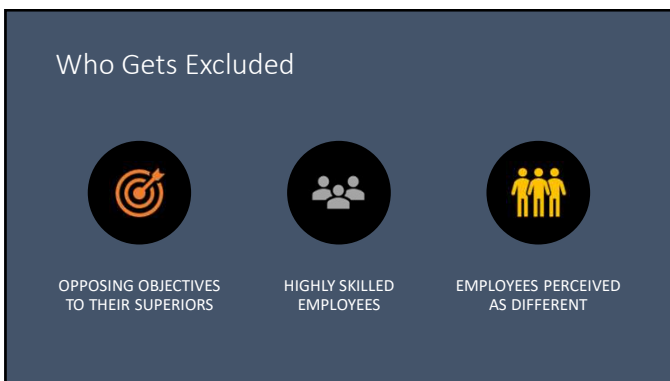 Who Gets Excluded
OPPOSING OBJECTIVES
TO THEIR SUPERIORS
HIGHLY SKILLED
EMPLOYEES
EMPLOYEES PERCEIVED
AS DIFFERENT